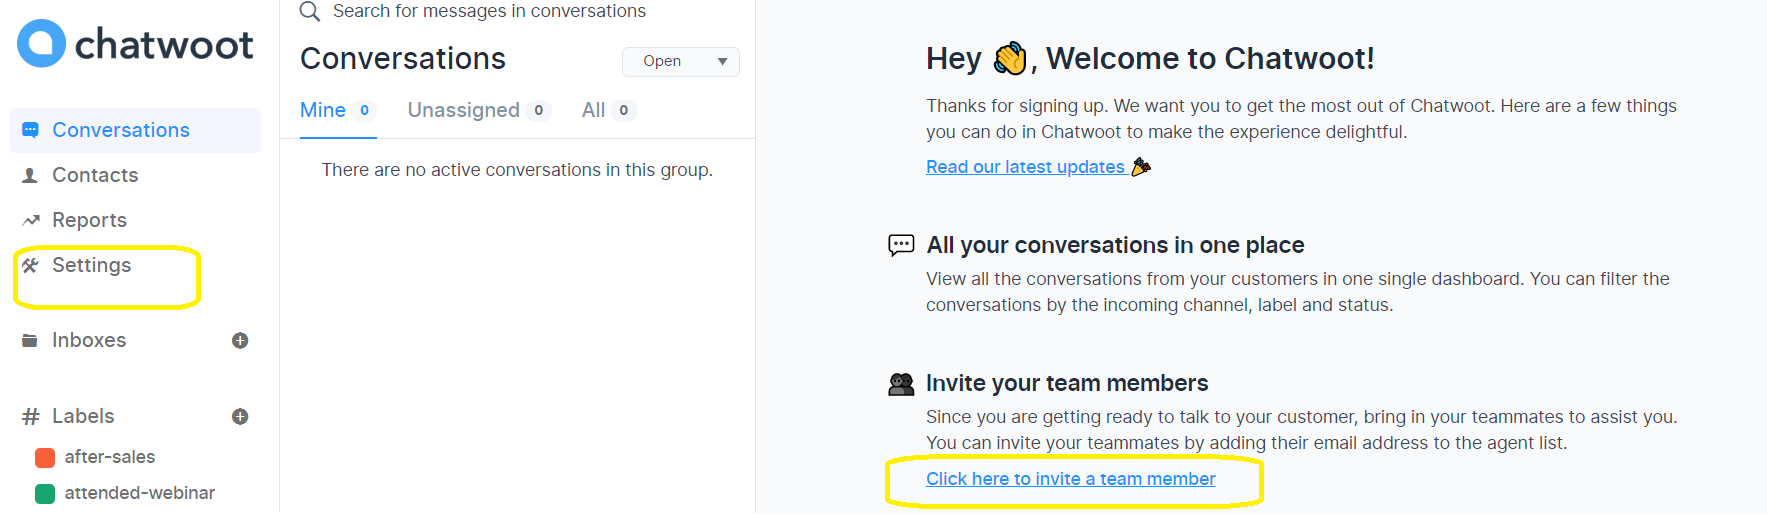 chatwoot
Conversations
Contacts
Reports
Settings
Inboxes
Labels
after-sales
attended-webinar
Search for messages in conversations
Conversations
Open
Mine 0 Unassigned 0 All 0
There are no active conversations in this group.
Hey 👋, Welcome to Chatwoot!
Thanks for signing up. We want you to get the most out of Chatwoot. Here are a few things
you can do in Chatwoot to make the experience delightful.
Read our latest updates 🎉
All your conversations in one place
View all the conversations from your customers in one single dashboard. You can filter the
conversations by the incoming channel, label and status.
Invite your team members
Since you are getting ready to talk to your customer, bring in your teammates to assist you.
You can invite your teammates by adding their email address to the agent list.
Click here to invite a team member